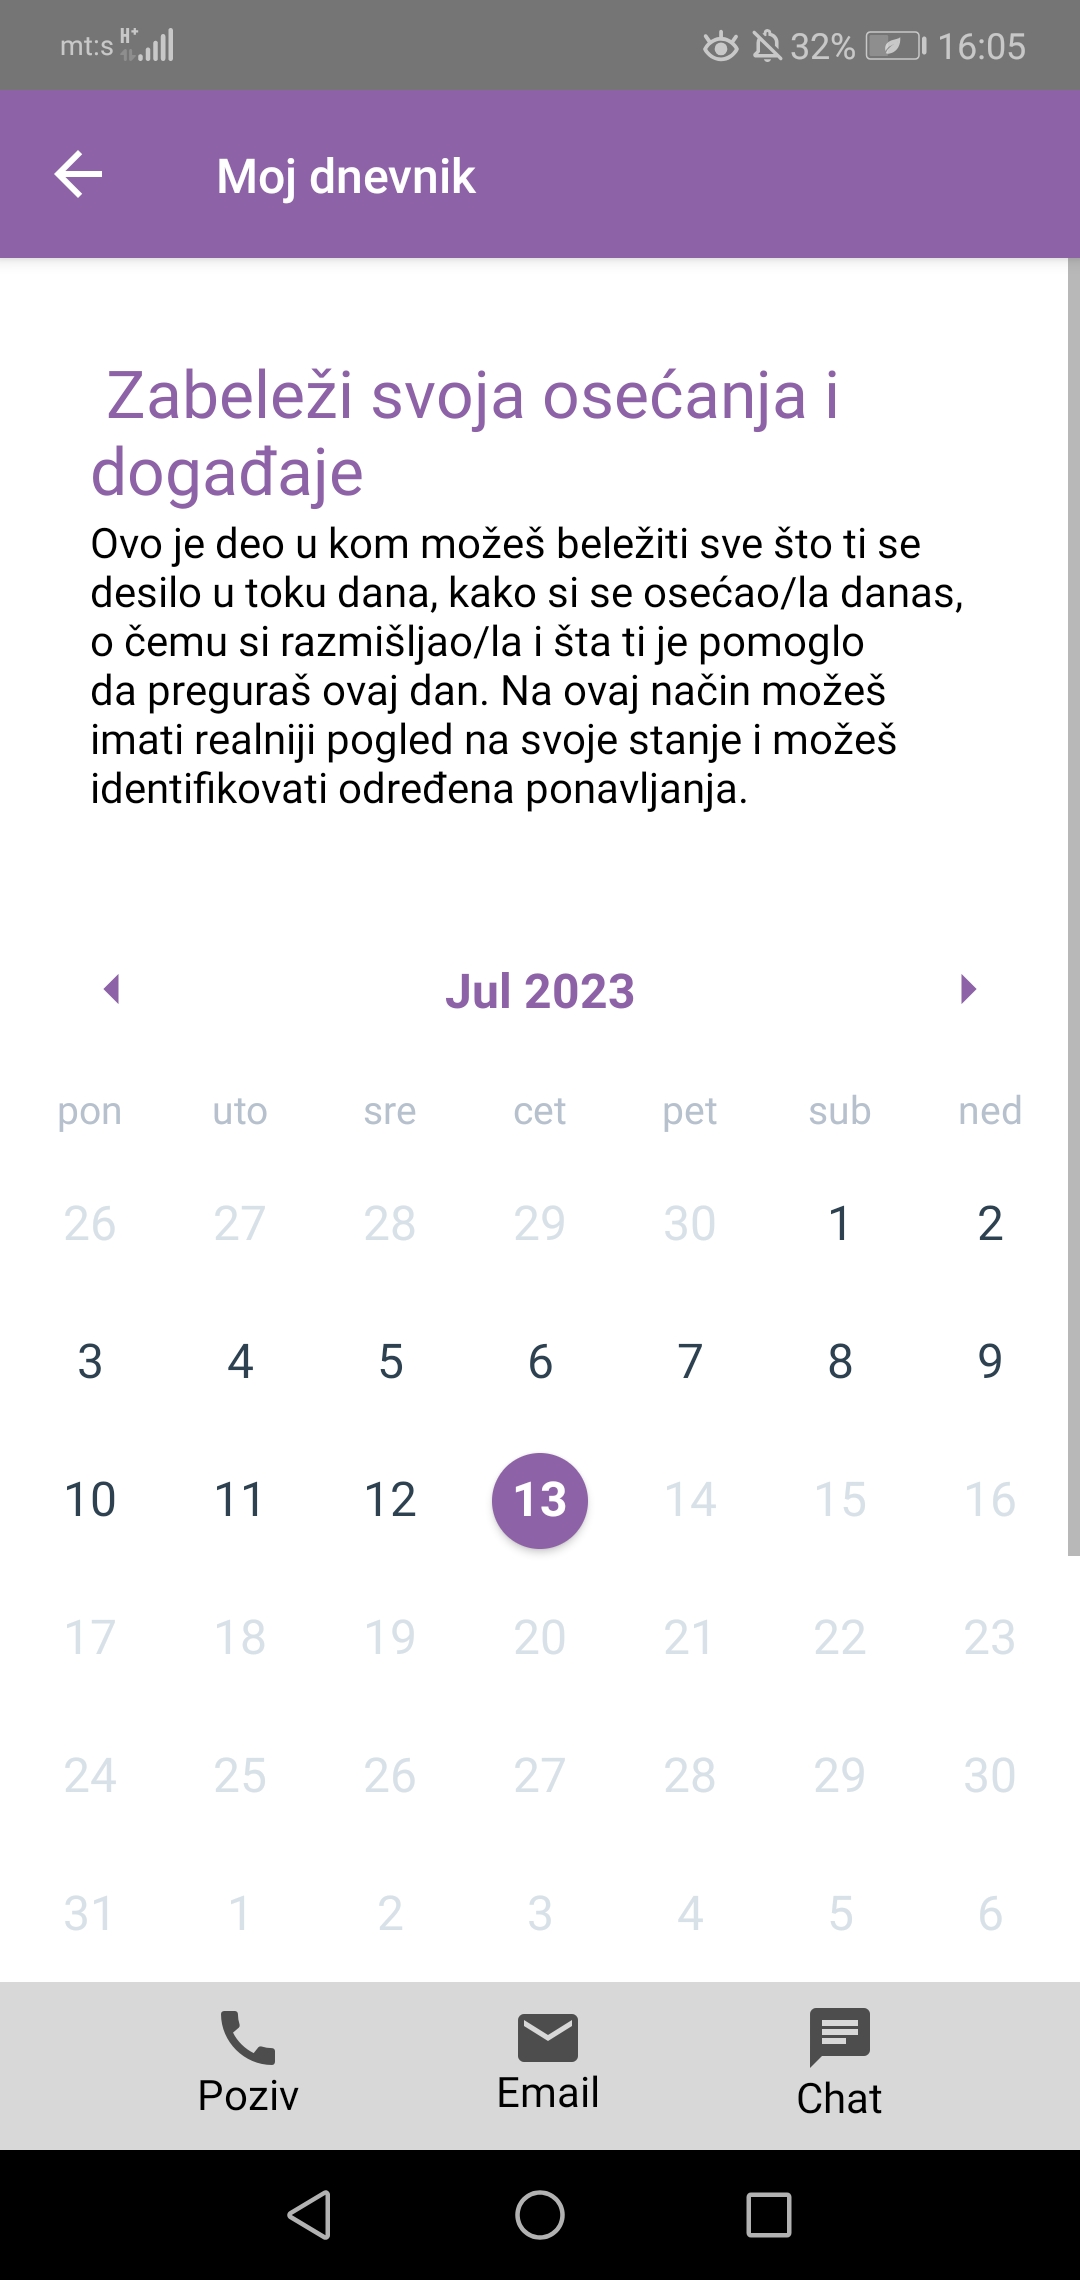 mt:s H+ 32% 16:05
Moj dnevnik
Zabeleži svoja osećanja i
događaje
Ovo je deo u kom možeš beležiti sve što ti se
desilo u toku dana, kako si se osećao/la danas,
o čemu si razmišljao/la i šta ti je pomoglo
da preguraš ovaj dan. Na ovaj način možeš
imati realniji pogled na svoje stanje i možeš
identifikovati određena ponavljanja.
Jul 2023
pon uto sre cet pet sub ned
26 27 28 29 30 1 2
3 4 5 6 7 8 9
10 11 12 13 14 15 16
17 18 19 20 21 22 23
24 25 26 27 28 29 30
31 1 2 3 4 5 6
Poziv Email Chat